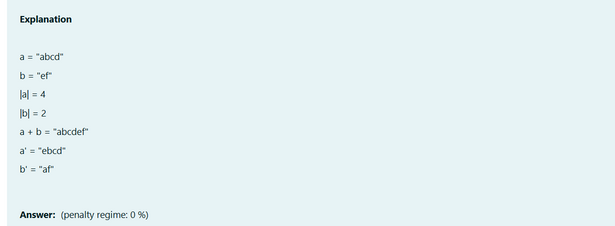 Explanation
a = "abcd"
b = "ef"
|a| = 4
|b| = 2
a + b = "abcdef"
a' = "ebcd"
b' = "af"
Answer: (penalty regime: 0 %)